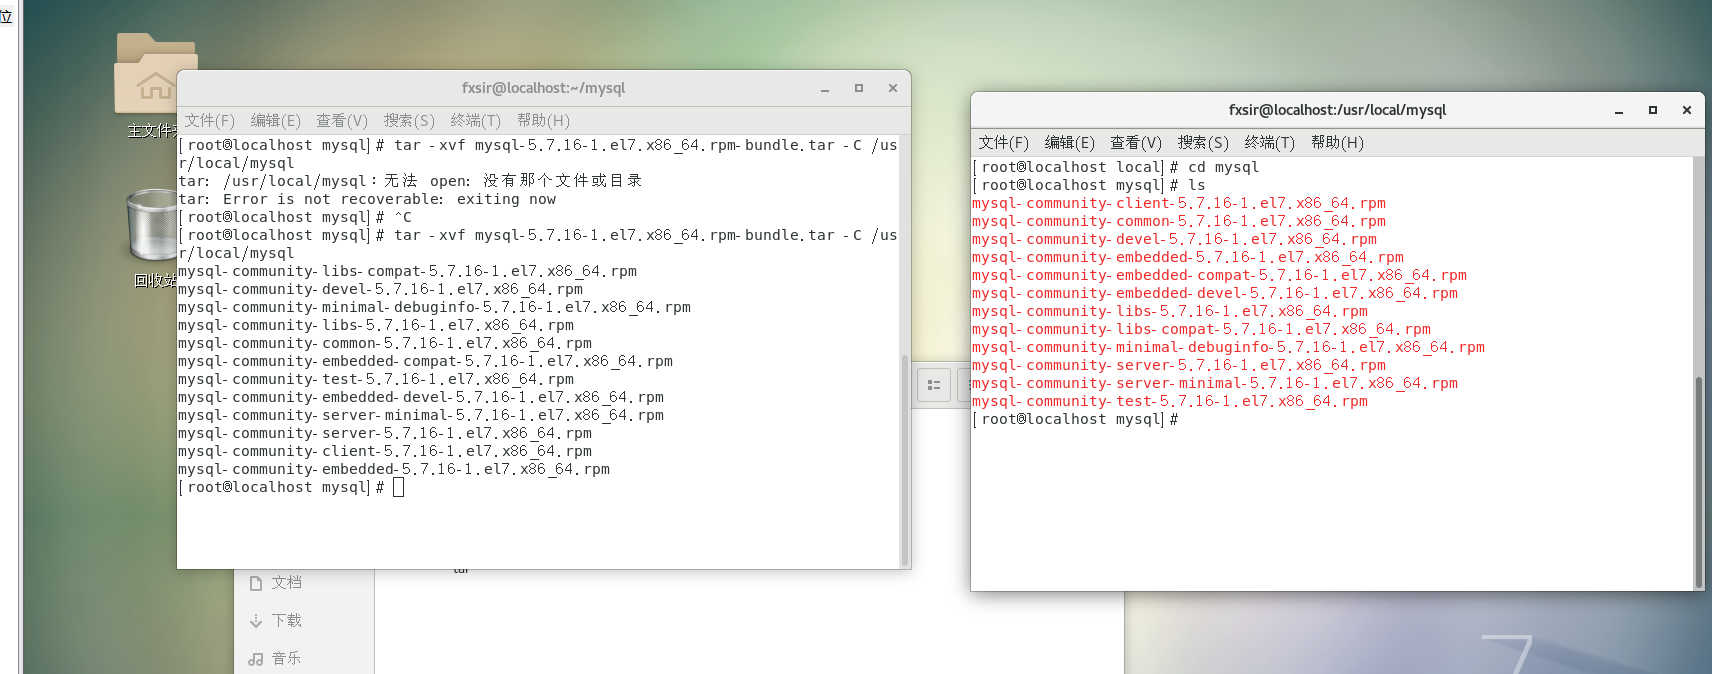 位
主文件夹
回收站
fxsir@localhost:~/mysql
文件(F) 编辑(E) 查看(V) 搜索(S) 终端(T) 帮助(H)
[root@localhost mysql]# tar -xvf mysql-5.7.16-1.el7.x86_64.rpm-bundle.tar -C /us
r/local/mysql
tar: /usr/local/mysql：无法 open: 没有那个文件或目录
tar: Error is not recoverable: exiting now
[root@localhost mysql]# ^C
[root@localhost mysql]# tar -xvf mysql-5.7.16-1.el7.x86_64.rpm-bundle.tar -C /us
r/local/mysql
mysql-community-libs-compat-5.7.16-1.el7.x86_64.rpm
mysql-community-devel-5.7.16-1.el7.x86_64.rpm
mysql-community-minimal-debuginfo-5.7.16-1.el7.x86_64.rpm
mysql-community-libs-5.7.16-1.el7.x86_64.rpm
mysql-community-common-5.7.16-1.el7.x86_64.rpm
mysql-community-embedded-compat-5.7.16-1.el7.x86_64.rpm
mysql-community-test-5.7.16-1.el7.x86_64.rpm
mysql-community-embedded-devel-5.7.16-1.el7.x86_64.rpm
mysql-community-server-minimal-5.7.16-1.el7.x86_64.rpm
mysql-community-server-5.7.16-1.el7.x86_64.rpm
mysql-community-client-5.7.16-1.el7.x86_64.rpm
mysql-community-embedded-5.7.16-1.el7.x86_64.rpm
[root@localhost mysql]#
tar
文档
下载
音乐
fxsir@localhost:/usr/local/mysql
文件(F) 编辑(E) 查看(V) 搜索(S) 终端(T) 帮助(H)
[root@localhost local]# cd mysql
[root@localhost mysql]# ls
mysql-community-client-5.7.16-1.el7.x86_64.rpm
mysql-community-common-5.7.16-1.el7.x86_64.rpm
mysql-community-devel-5.7.16-1.el7.x86_64.rpm
mysql-community-embedded-5.7.16-1.el7.x86_64.rpm
mysql-community-embedded-compat-5.7.16-1.el7.x86_64.rpm
mysql-community-embedded-devel-5.7.16-1.el7.x86_64.rpm
mysql-community-libs-5.7.16-1.el7.x86_64.rpm
mysql-community-libs-compat-5.7.16-1.el7.x86_64.rpm
mysql-community-minimal-debuginfo-5.7.16-1.el7.x86_64.rpm
mysql-community-server-5.7.16-1.el7.x86_64.rpm
mysql-community-server-minimal-5.7.16-1.el7.x86_64.rpm
mysql-community-test-5.7.16-1.el7.x86_64.rpm
[root@localhost mysql]#
7